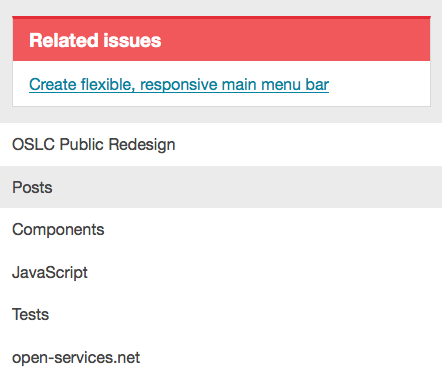 Related issues
Create flexible, responsive main menu bar
OSLC Public Redesign
Posts
Components
JavaScript
Tests
open-services.net